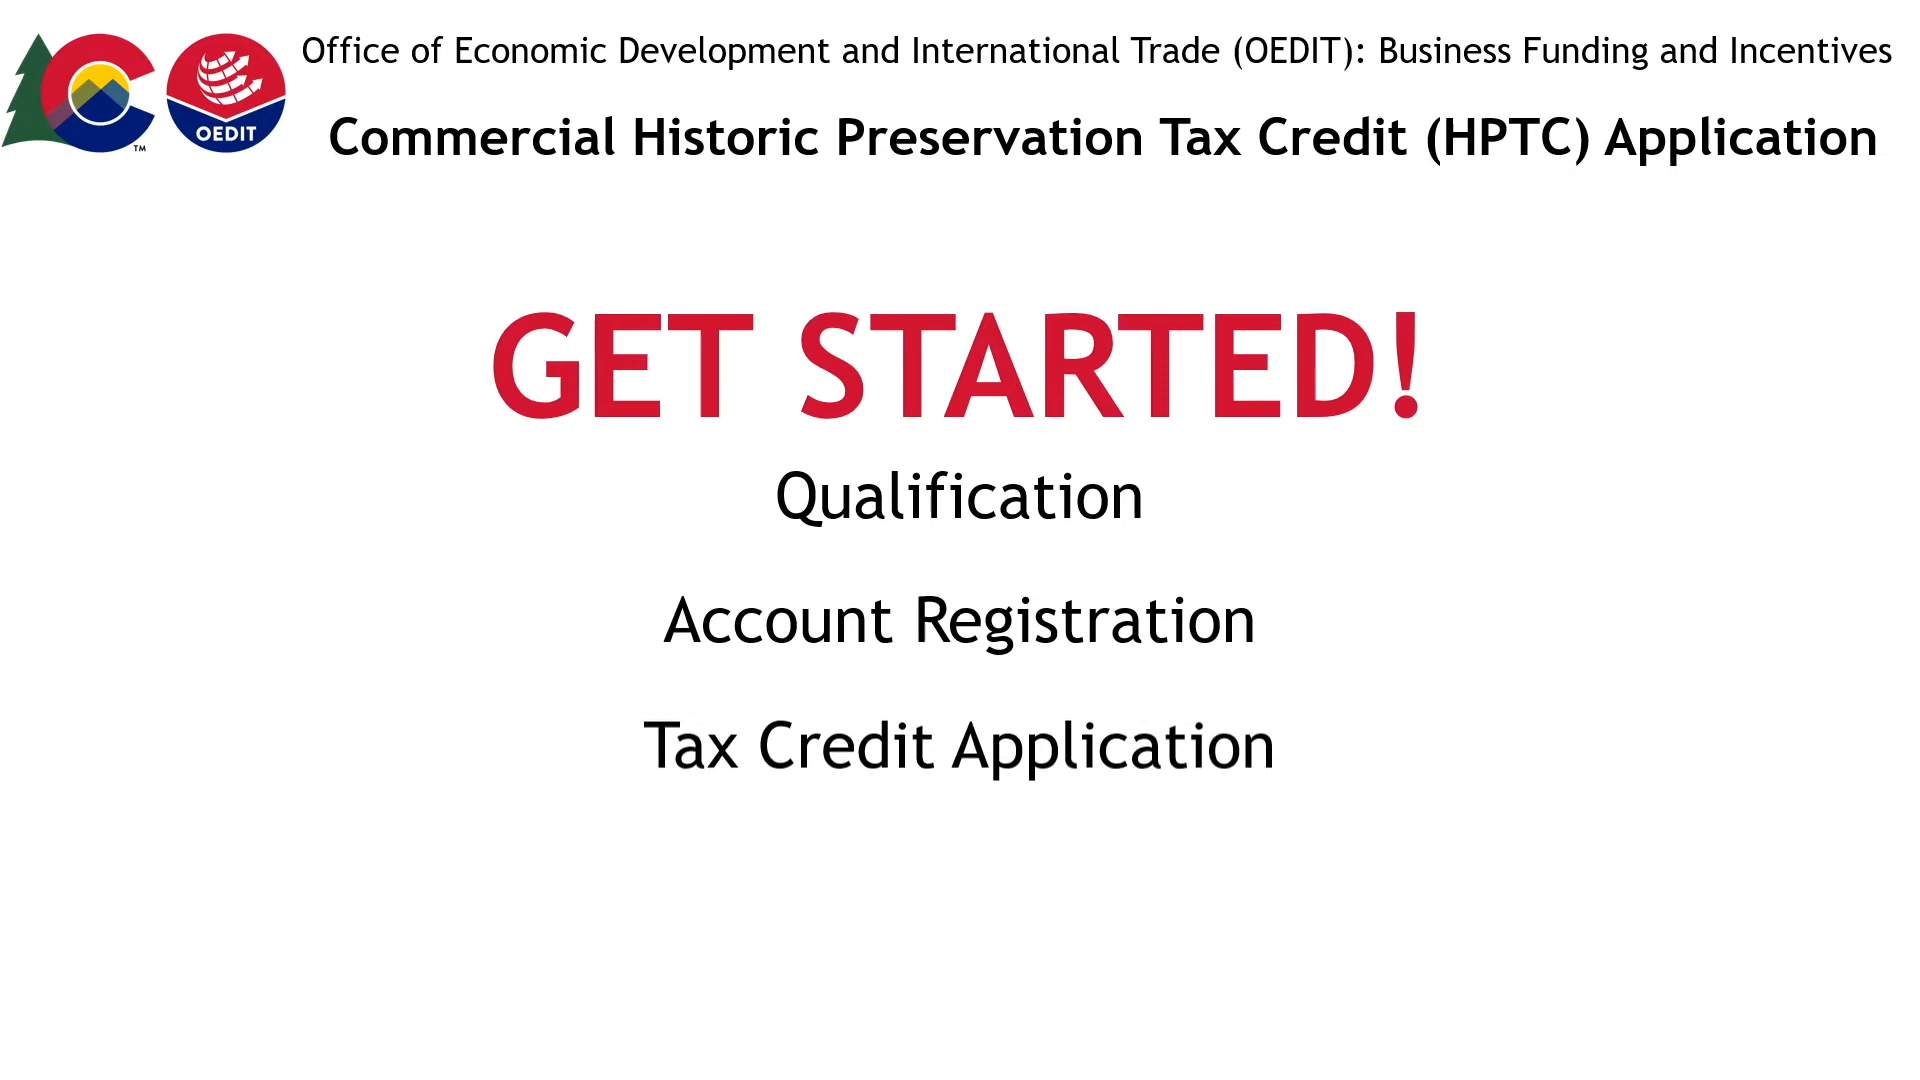 Office of Economic Development and International Trade (OEDIT): Business Funding and Incentives
Commercial Historic Preservation Tax Credit (HPTC) Application
TM
OEDIT
GET STARTED!
Qualification
Account Registration
Tax Credit Application